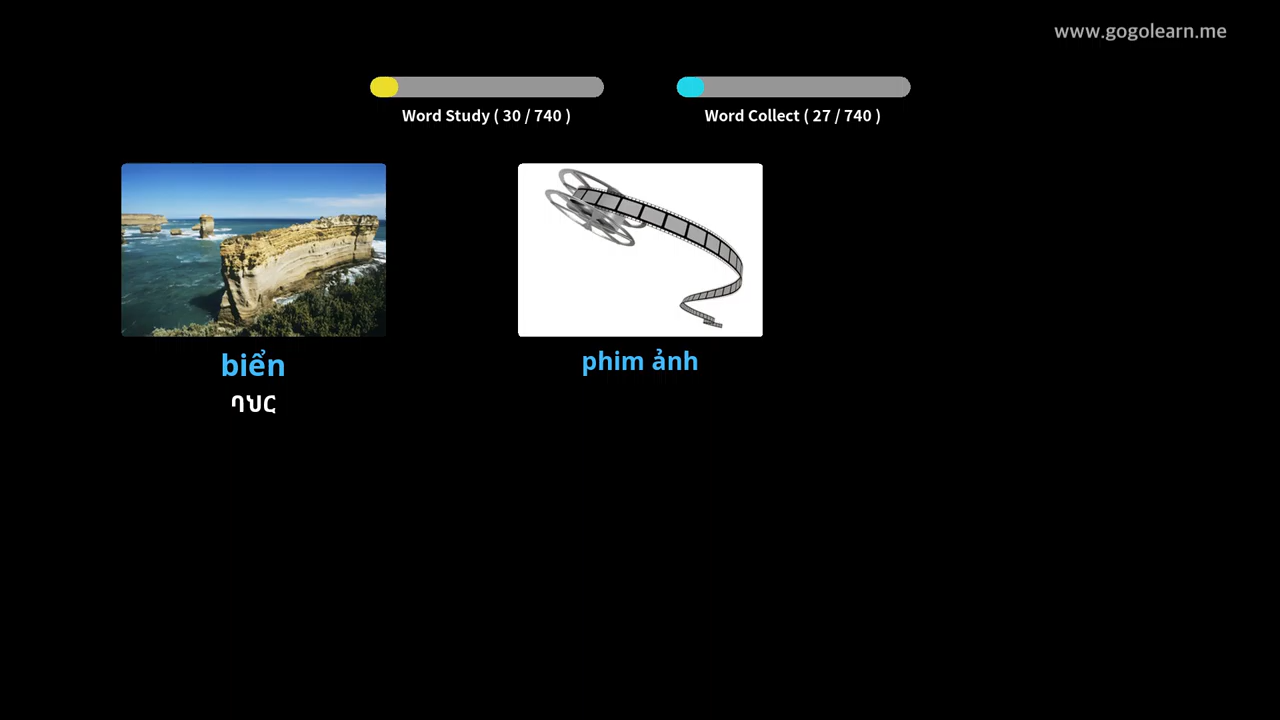 www.gogolearn.me
Word Study ( 30 / 740 )
Word Collect ( 27 / 740 )
biển
phim ảnh
ባህር